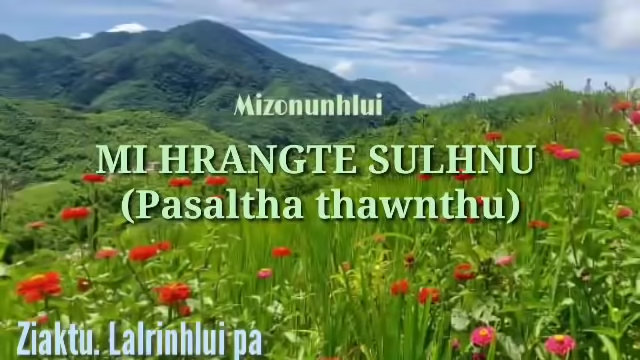 Mizonunhlui
MI HRANGTE SULHNU
(Pasaltha thawnthu)
Ziaktu. Lalrinhlui pa